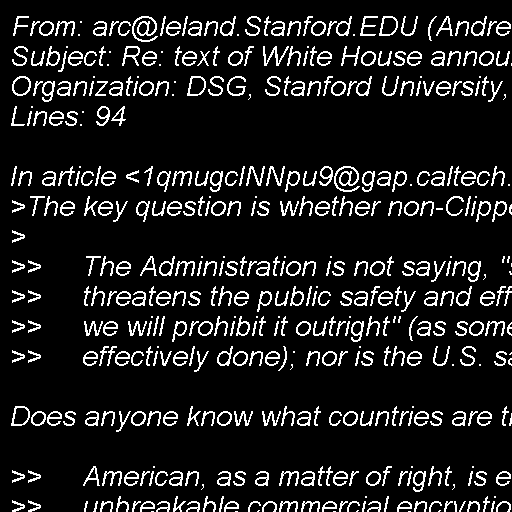 From: arc@leland.Stanford.EDU (Andre
Subject: Re: text of White House annou
Organization: DSG, Stanford University,
Lines: 94
In article <1qmugcINNpu9@gap.caltech.
>The key question is whether non-Clippe
>
>> The Administration is not saying, "s
>> threatens the public safety and eff
>> we will prohibit it outright" (as some
>> effectively done); nor is the U.S. sa
Does anyone know what countries are t
>> American, as a matter of right, is e
>> unbreakable commercial encryptio